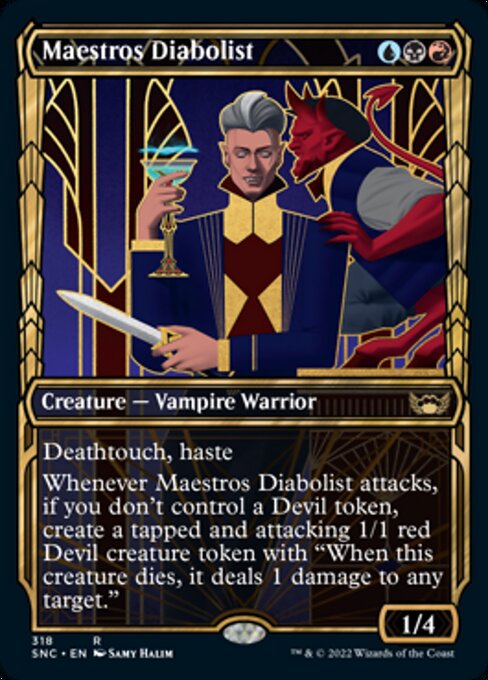 Maestros Diabolist
Creature — Vampire Warrior
Deathtouch, haste
Whenever Maestros Diabolist attacks,
if you don't control a Devil token,
create a tapped and attacking 1/1 red
Devil creature token with “When this
creature dies, it deals 1 damage to any
target.”
1/4
318 R
SNC • EN SAMY HALIM
™ & © 2022 Wizards of the Coast